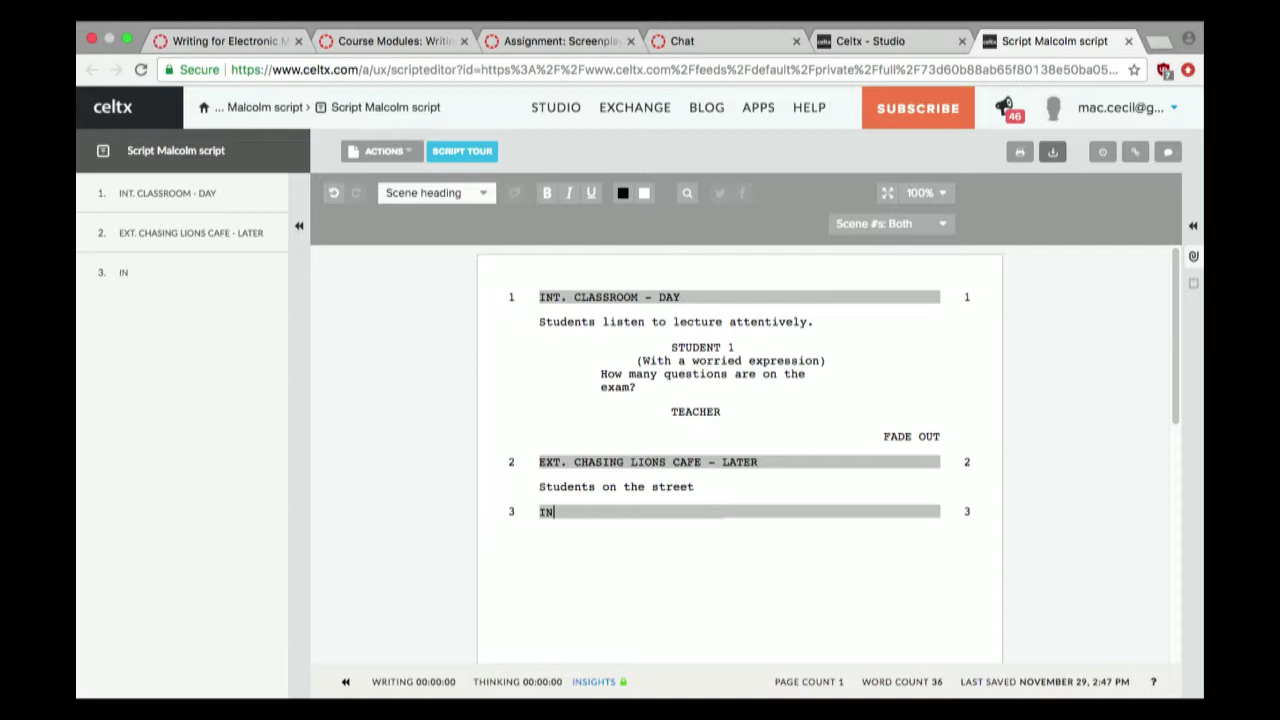 Writing for Electronic M
Course Modules: Writi
Assignment: Screenpla
Chat
Celtx - Studio
Script Malcolm script
Secure
https://www.celtx.com/a/ux/scripteditor?id=https%3A%2F%2Fwww.celtx.com%2Ffeeds%2Fdefault%2Fprivate%2Ffull%2F73d60b88ab65f80138e50ba05...
celtx
... Malcolm script > Script Malcolm script
STUDIO
EXCHANGE
BLOG
APPS
HELP
SUBSCRIBE
46
mac.cecil@g...
Script Malcolm script
ACTIONS
SCRIPT TOUR
Scene heading
B I U
100%
Scene #s: Both
1. INT. CLASSROOM - DAY
2. EXT. CHASING LIONS CAFE - LATER
3. IN
1 INT. CLASSROOM - DAY 1
Students listen to lecture attentively.
STUDENT 1
(With a worried expression)
How many questions are on the
exam?
TEACHER
FADE OUT
2 EXT. CHASING LIONS CAFE - LATER 2
Students on the street
3 IN 3
WRITING 00:00:00
THINKING 00:00:00
INSIGHTS
PAGE COUNT 1
WORD COUNT 36
LAST SAVED NOVEMBER 29, 2:47 PM
?